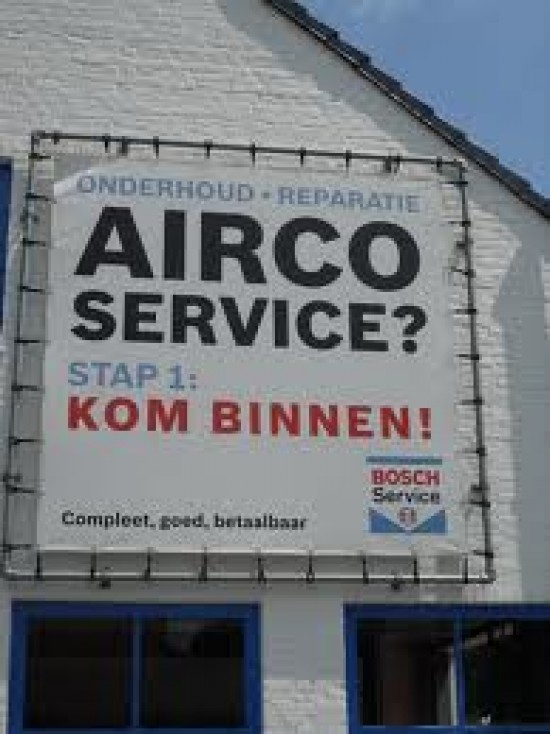 ONDERHOUD • REPARATIE
AIRCO
SERVICE?
STAP 1:
KOM BINNEN!
BOSCH
Service
Compleet, goed, betaalbaar